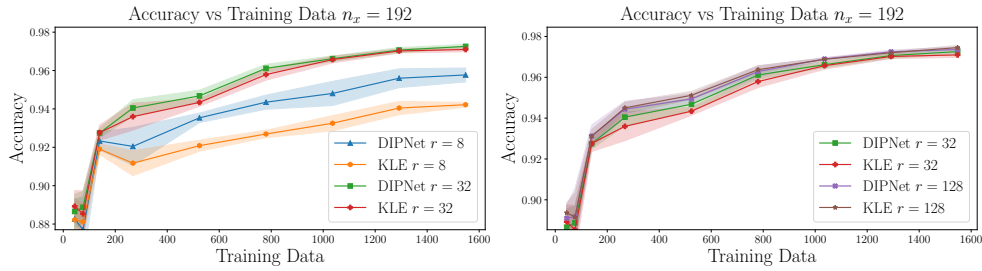 Accuracy vs Training Data $n_x = 192$
0.98
0.96
0.94
0.92
0.90
0.88
Accuracy
DIPNet r = 8
KLE r = 8
DIPNet r = 32
KLE r = 32
0 200 400 600 800 1000 1200 1400 1600
Training Data
Accuracy vs Training Data $n_x = 192$
0.98
0.96
0.94
0.92
0.90
Accuracy
DIPNet r = 32
KLE r = 32
DIPNet r = 128
KLE r = 128
0 200 400 600 800 1000 1200 1400 1600
Training Data